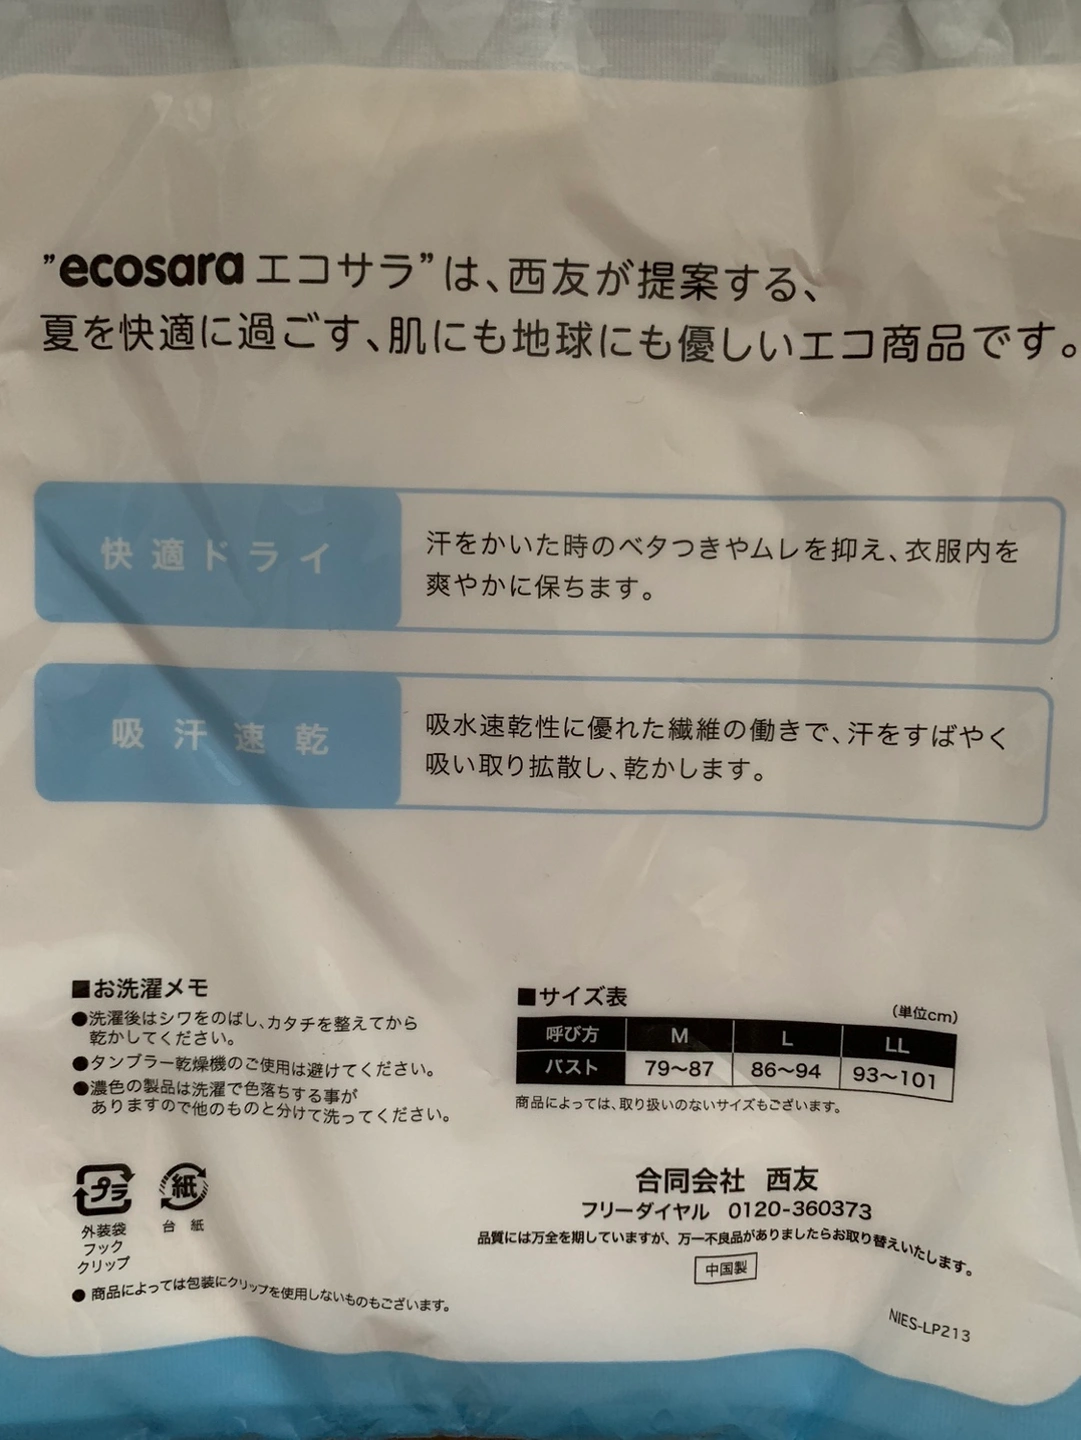 ”ecosara エコサラ”は、西友が提案する、
夏を快適に過ごす、肌にも地球にも優しいエコ商品です。
快適ドライ
汗をかいた時のベタつきやムレを抑え、衣服内を
爽やかに保ちます。
吸汗速乾
吸水速乾性に優れた繊維の働きで、汗をすばやく
吸い取り拡散し、乾かします。
■お洗濯メモ
●洗濯後はシワをのばし、カタチを整えてから
乾かしてください。
●タンブラー乾燥機のご使用は避けてください。
●濃色の製品は洗濯で色落ちする事が
ありますので他のものと分けて洗ってください。
プラ
外装袋
フック
クリップ
紙
台紙
●商品によっては包装にクリップを使用しないものもございます。
■サイズ表
(単位cm)
呼び方 M L LL
バスト 79〜87 86〜94 93〜101
商品によっては、取り扱いのないサイズもございます。
合同会社 西友
フリーダイヤル 0120-360373
品質には万全を期していますが、万一不良品がありましたらお取り替えいたします。
中国製
NIES-LP213